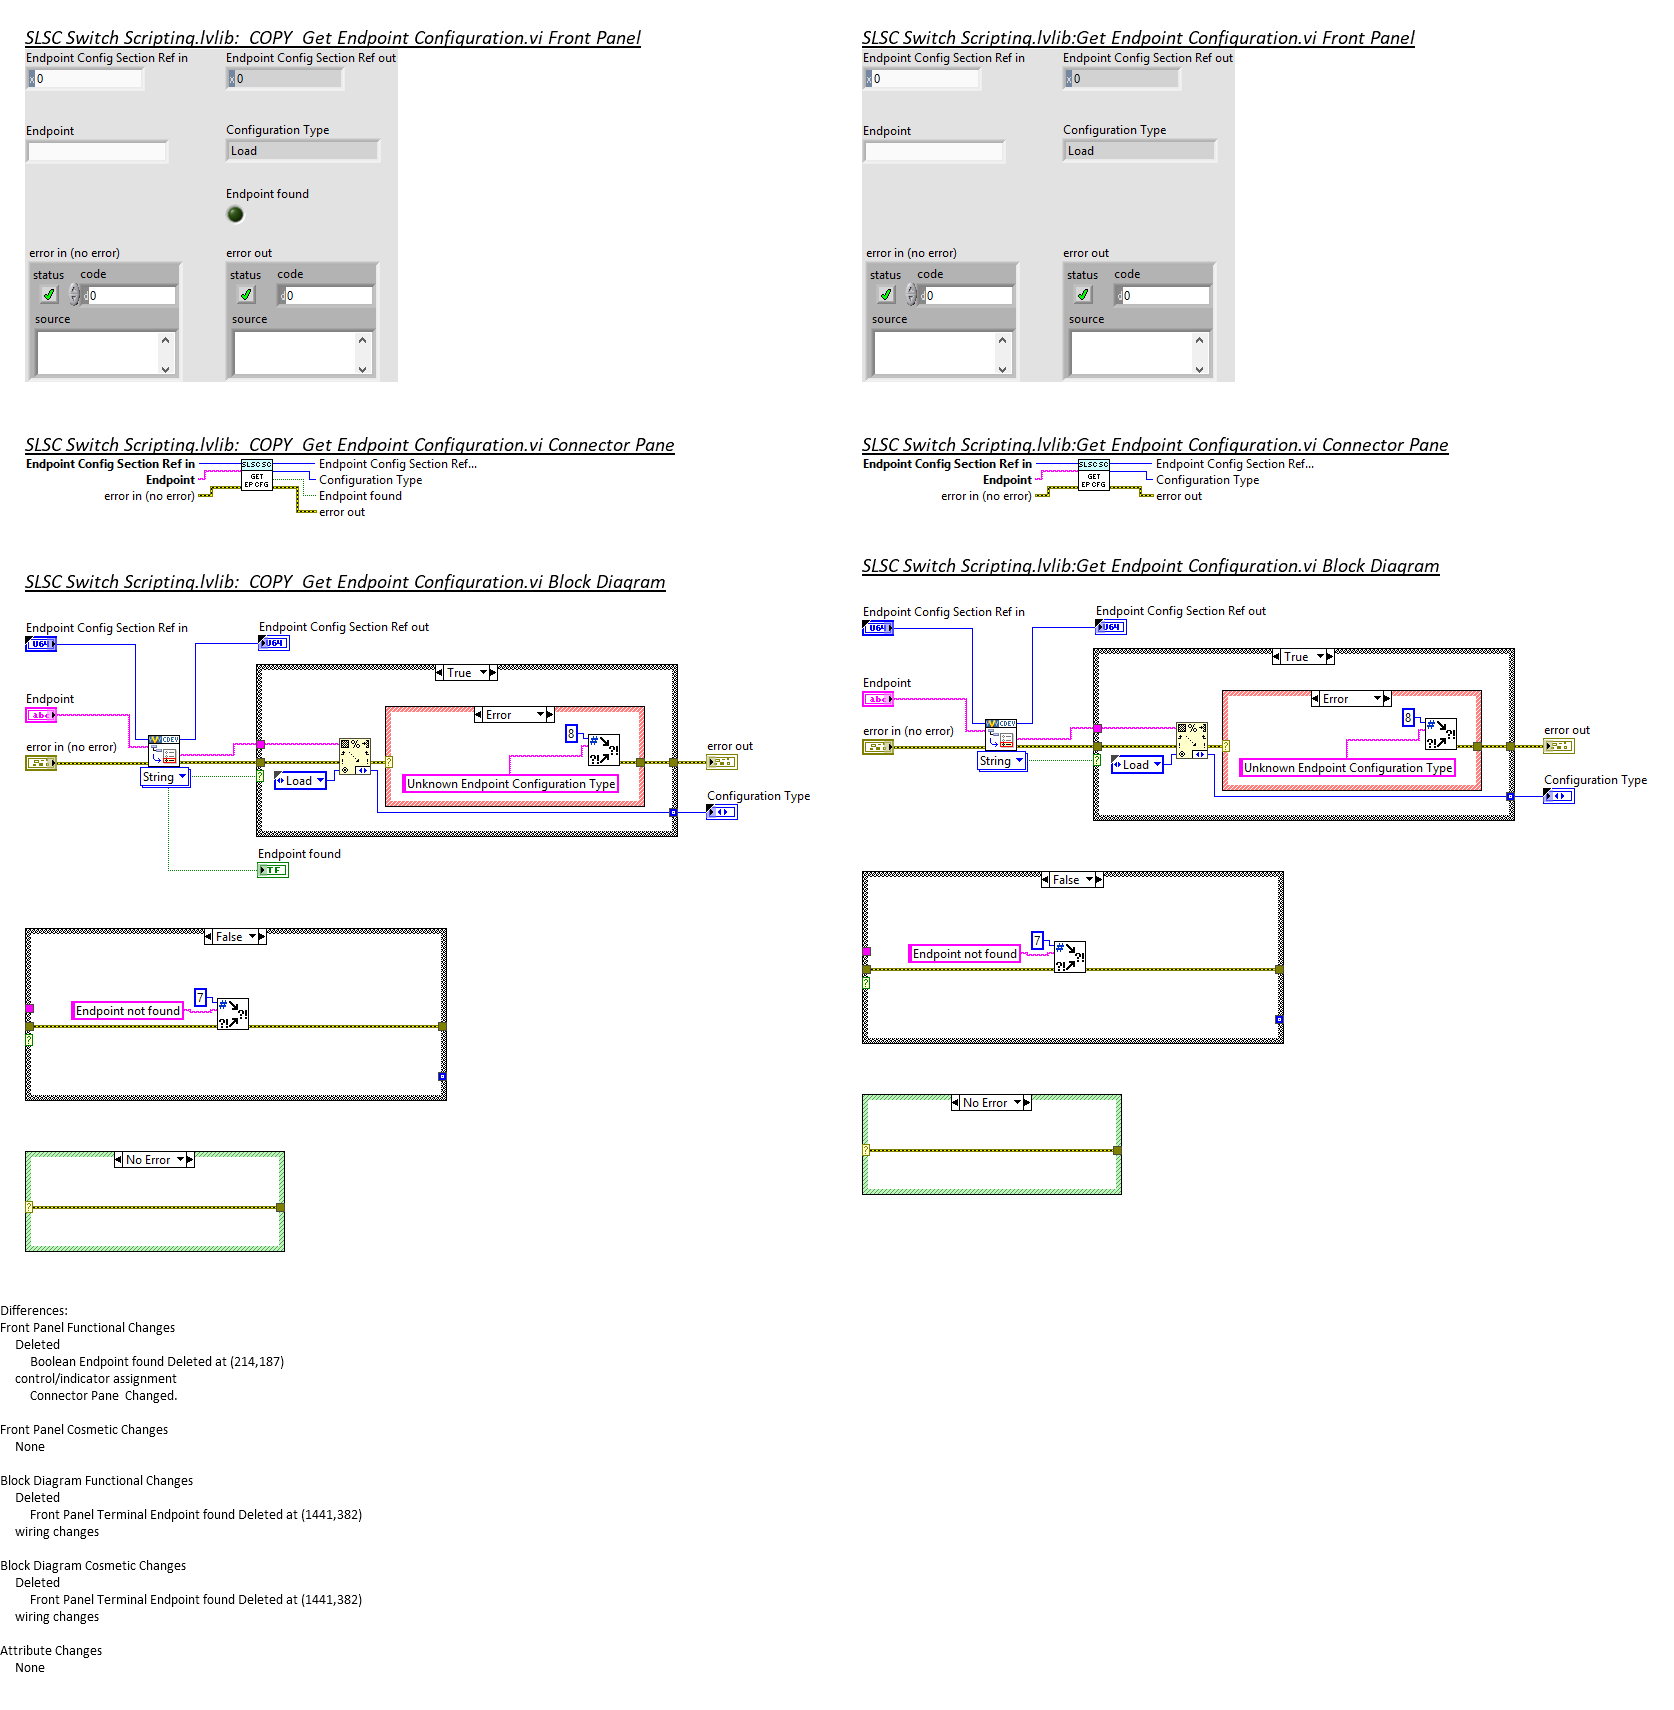 SLSC Switch Scripting.lvlib:_COPY_Get Endpoint Configuration.vi Front Panel
Endpoint Config Section Ref in
Endpoint Config Section Ref out
x 0
x 0
Endpoint
Configuration Type
Load
Endpoint found
error in (no error)
error out
status
code
status
code
d 0
d 0
source
source
SLSC Switch Scripting.lvlib:_COPY_Get Endpoint Configuration.vi Connector Pane
Endpoint Config Section Ref in
SLSC SC
Endpoint Config Section Ref...
Endpoint
GET
EP CFG
Configuration Type
error in (no error)
Endpoint found
error out
SLSC Switch Scripting.lvlib:_COPY_Get Endpoint Configuration.vi Block Diagram
Endpoint Config Section Ref in
Endpoint Config Section Ref out
U64
U64
True
Endpoint
abc
Error
8
error in (no error)
CDEV
error out
String
Load
Unknown Endpoint Configuration Type
Configuration Type
Endpoint found
TF
False
7
Endpoint not found
No Error
SLSC Switch Scripting.lvlib:Get Endpoint Configuration.vi Front Panel
Endpoint Config Section Ref in
Endpoint Config Section Ref out
x 0
x 0
Endpoint
Configuration Type
Load
error in (no error)
error out
status
code
status
code
d 0
d 0
source
source
SLSC Switch Scripting.lvlib:Get Endpoint Configuration.vi Connector Pane
Endpoint Config Section Ref in
SLSC SC
Endpoint Config Section Ref...
Endpoint
GET
EP CFG
Configuration Type
error in (no error)
error out
SLSC Switch Scripting.lvlib:Get Endpoint Configuration.vi Block Diagram
Endpoint Config Section Ref in
Endpoint Config Section Ref out
U64
U64
True
Endpoint
abc
Error
8
error in (no error)
CDEV
error out
String
Load
Unknown Endpoint Configuration Type
Configuration Type
False
7
Endpoint not found
No Error
Differences:
Front Panel Functional Changes
Deleted
Boolean Endpoint found Deleted at (214,187)
control/indicator assignment
Connector Pane  Changed.
Front Panel Cosmetic Changes
None
Block Diagram Functional Changes
Deleted
Front Panel Terminal Endpoint found Deleted at (1441,382)
wiring changes
Block Diagram Cosmetic Changes
Deleted
Front Panel Terminal Endpoint found Deleted at (1441,382)
wiring changes
Attribute Changes
None